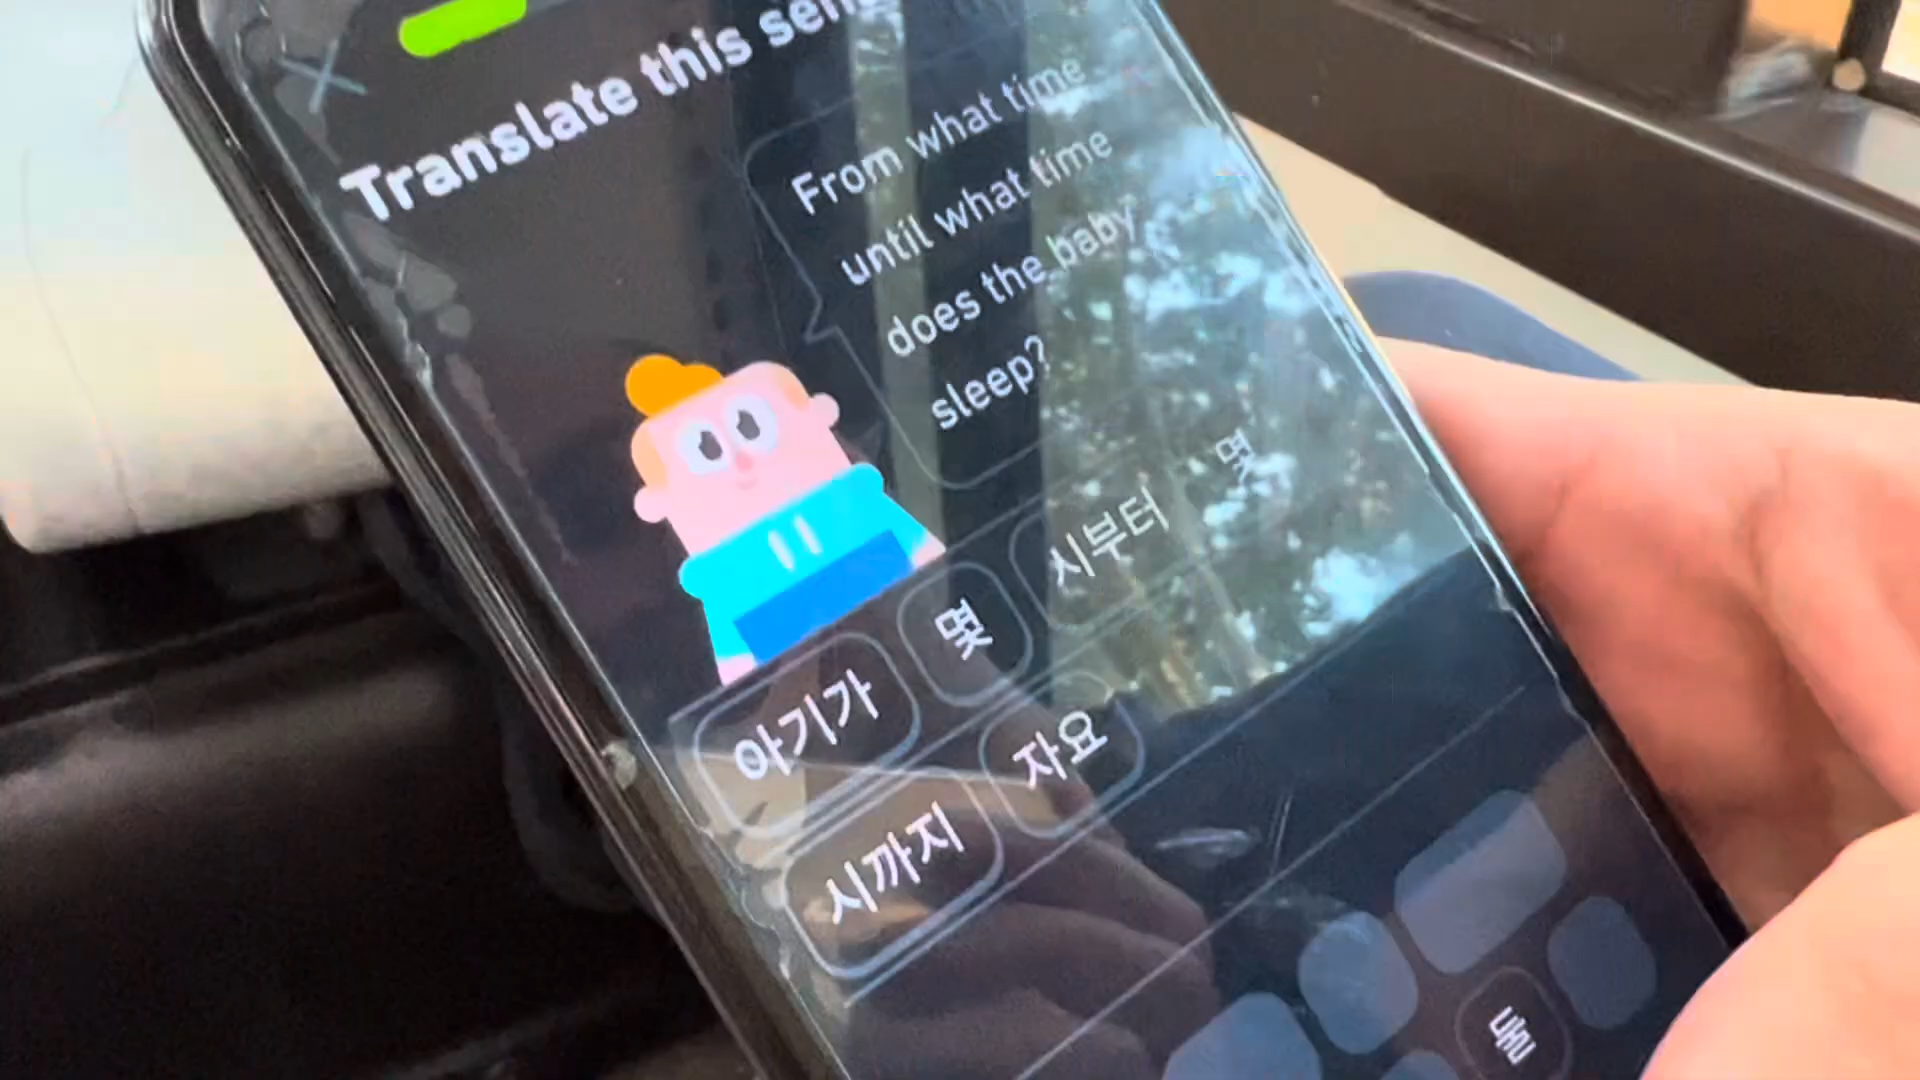 Translate this sen
From what time
until what time
does the baby
sleep?
아기가 몇 시부터 몇
시까지 자요
둘